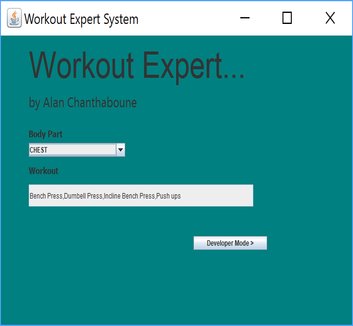 Workout Expert System
Workout Expert...
by Alan Chanthaboune
Body Part
CHEST
Workout
Bench Press,Dumbell Press,Incline Bench Press,Push ups
Developer Mode >